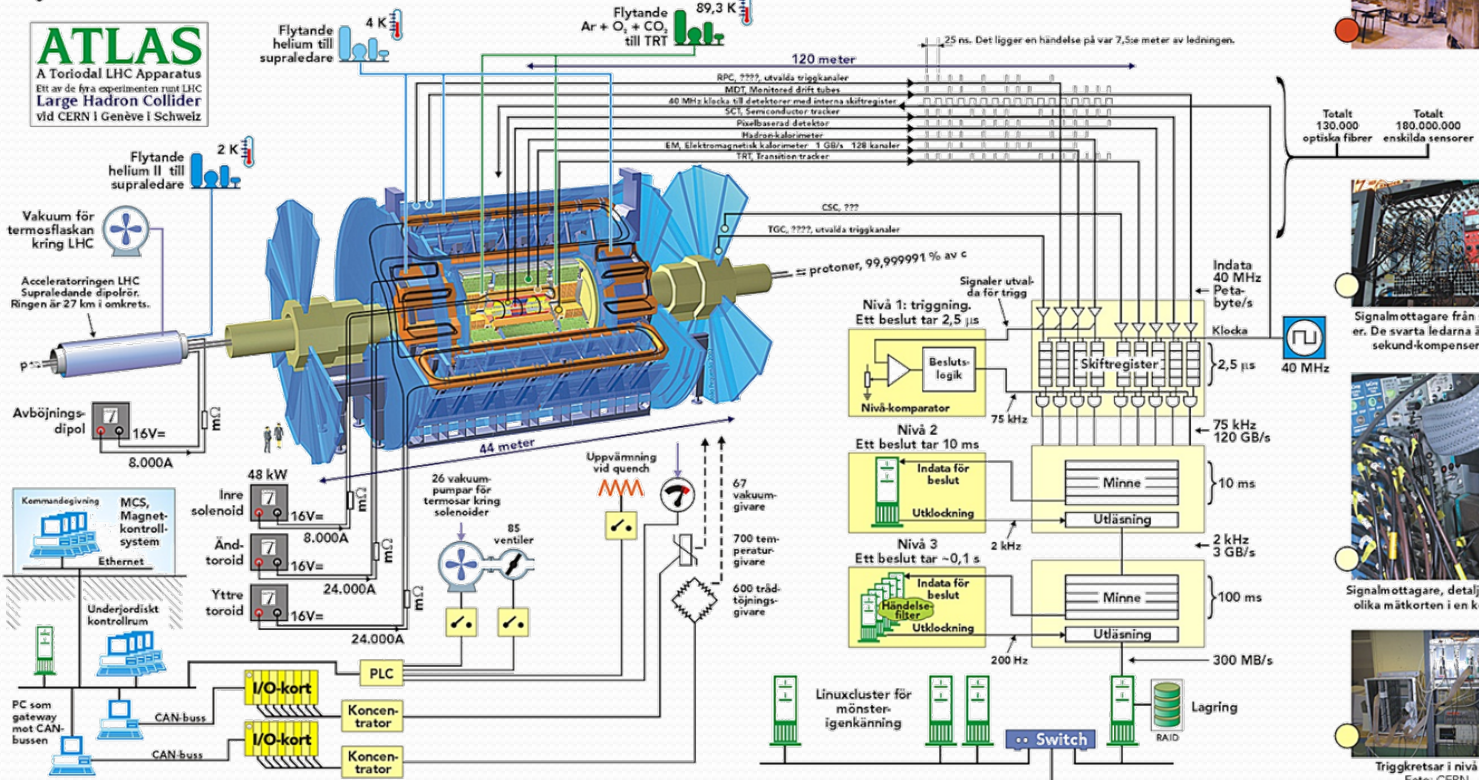 ATLAS
A Toriodal LHC Apparatus
Ett av de fyra experimenten runt LHC
Large Hadron Collider
vid CERN i Genève i Schweiz
Flytande
helium till
supraledare
4 K
Flytande
Ar + O₂ + CO₂
till TRT
89,3 K
25 ns. Det ligger en händelse på var 7,5:e meter av ledningen.
120 meter
RPC, ????, utvalda triggkanaler
MDT, Monitored drift tubes
40 MHz klocka till detektorer med interna skiftregister
SCT, Semiconductor tracker
Pixelbaserad detektor
Hadron-kalorimeter
EM, Elektromagnetisk kalorimeter 1 GB/s 128 kanaler
TRT, Transition tracker
Totalt
130.000
optiska fibrer
Totalt
180.000.000
enskilda sensorer
Flytande
helium II till
supraledare
2 K
Vakuum för
termosflaskan
kring LHC
Acceleratorringen LHC
Supraledande dipolrör.
Ringen är 27 km i omkrets.
CSC, ???
TGC, ????, utvalda triggkanaler
protoner, 99,999991 % av c
Signaler utval-
da för trigg
Indata
40 MHz
Peta-
byte/s
Nivå 1: triggning.
Ett beslut tar 2,5 µs
Besluts-
logik
Nivå-komparator
75 kHz
Skiftregister
Klocka
2,5 µs
40 MHz
75 kHz
120 GB/s
Signalmottagare från
er. De svarta ledarna ä
sekund-kompenser
Avböjnings-
dipol
16V=
8.000A
mΩ
44 meter
Nivå 2
Ett beslut tar 10 ms
Indata för
beslut
Utklockning
2 kHz
Minne
Utläsning
10 ms
2 kHz
3 GB/s
Kommandogivning
MCS,
Magnet-
kontroll-
system
Ethernet
48 kW
Inre
solenoid
16V=
8.000A
mΩ
Änd-
toroid
16V=
24.000A
mΩ
Yttre
toroid
16V=
24.000A
mΩ
26 vakuum-
pumpar för
termosar kring
solenoider
85
ventiler
Uppvärmning
vid quench
67
vakuum-
givare
700 tem-
peratur-
givare
600 tråd-
töjnings-
givare
Nivå 3
Ett beslut tar ~0,1 s
Indata för
beslut
Händelse-
filter
Utklockning
200 Hz
Minne
Utläsning
100 ms
300 MB/s
Signalmottagare, detalj
olika mätkorten i en k
Underjordiskt
kontrollrum
PC som
gateway
mot CAN-
bussen
CAN-buss
CAN-buss
I/O-kort
I/O-kort
PLC
Koncen-
trator
Koncen-
trator
Linuxcluster för
mönster-
igenkänning
Switch
RAID
Lagring
Triggkretsar i nivå
Foto: CERN